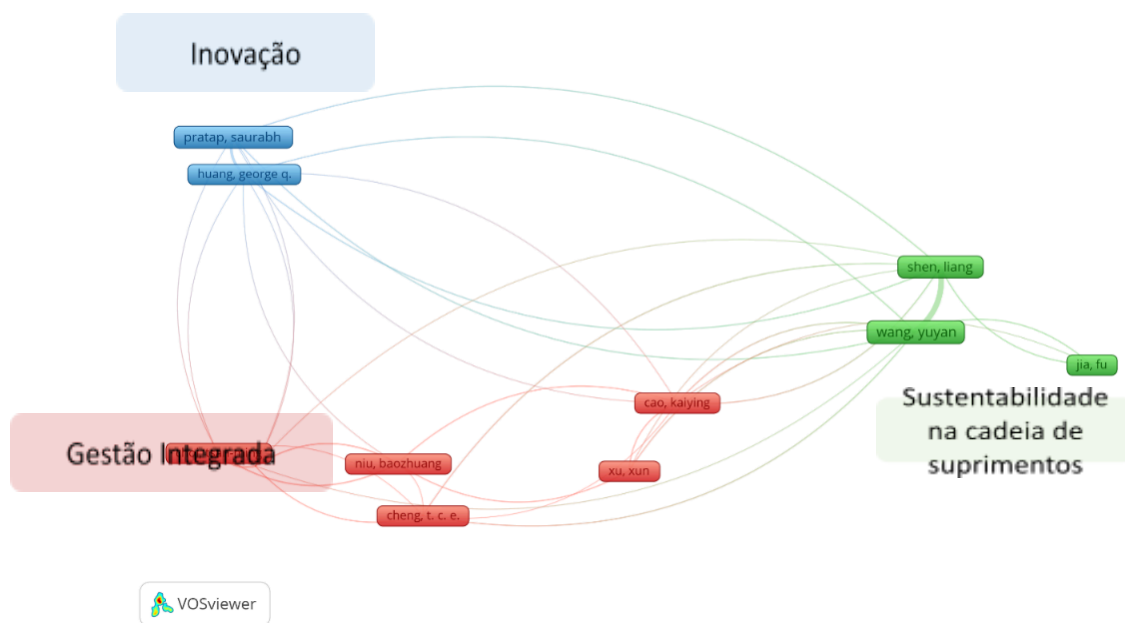 Inovação
pratap, saurabh
huang, george q.
shen, liang
wang, yuyan
jia, fu
cao, kaiying
Sustentabilidade
na cadeia de
suprimentos
Gestão Integrada
niu, baozhuang
xu, xun
cheng, t. c. e.
VOSviewer